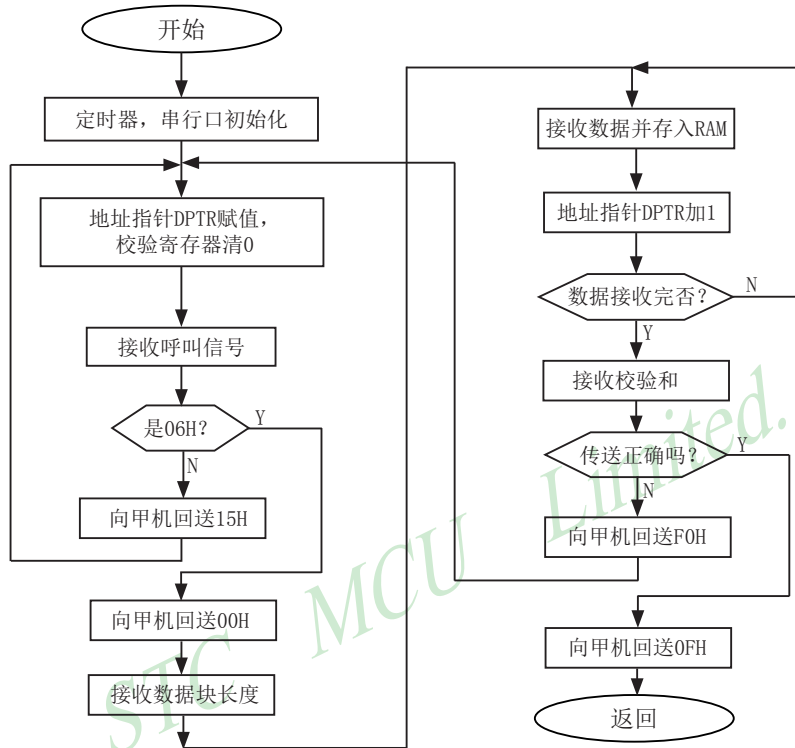 开始
定时器，串行口初始化
地址指针DPTR赋值，
校验寄存器清0
接收呼叫信号
是06H？
Y
N
向甲机回送15H
向甲机回送00H
接收数据块长度
接收数据并存入RAM
地址指针DPTR加1
数据接收完否？
N
Y
接收校验和
传送正确吗？
Y
N
向甲机回送F0H
向甲机回送0FH
返回
STC MCU Limited.